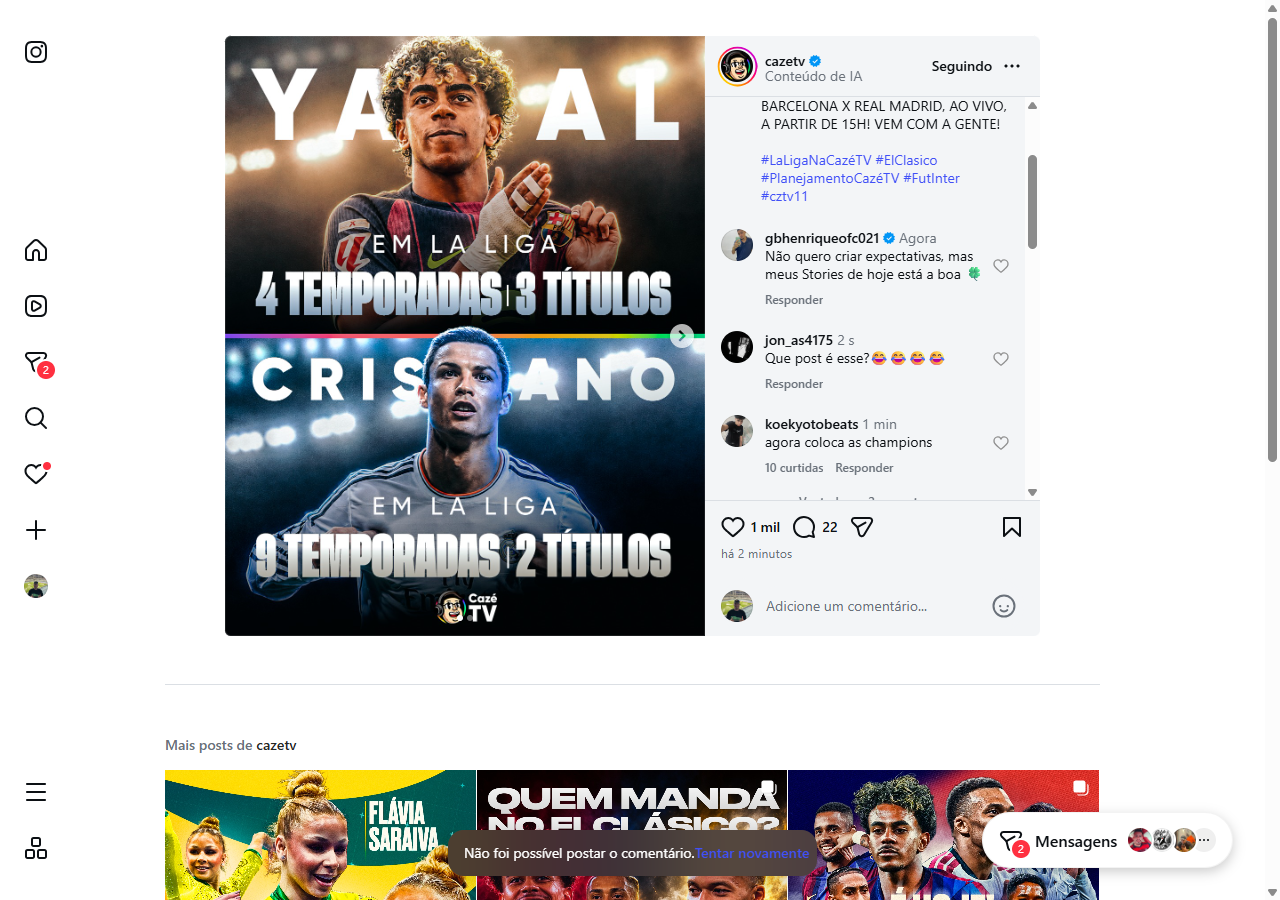 YA AL
EM LA LIGA
4 TEMPORADAS | 3 TÍTULOS
CRIS ANO
EM LA LIGA
9 TEMPORADAS | 2 TÍTULOS
Cazé
TV
cazetv
Conteúdo de IA
Seguindo
BARCELONA X REAL MADRID, AO VIVO,
A PARTIR DE 15H! VEM COM A GENTE!
#LaLigaNaCazéTV #ElClasico
#PlanejamentoCazéTV #FutInter
#cztv11
gbhenriqueofc021 Agora
Não quero criar expectativas, mas
meus Stories de hoje está a boa 🍀
Responder
jon_as4175 2 s
Que post é esse?😂😂😂😂
Responder
koekyotobeats 1 min
agora coloca as champions
10 curtidas Responder
1 mil 22
há 2 minutos
Adicione um comentário...
2
Mais posts de cazetv
FLÁVIA
SARAIVA
QUEM MANDA
NO EL CLÁSICO?
Não foi possível postar o comentário. Tentar novamente
2
Mensagens